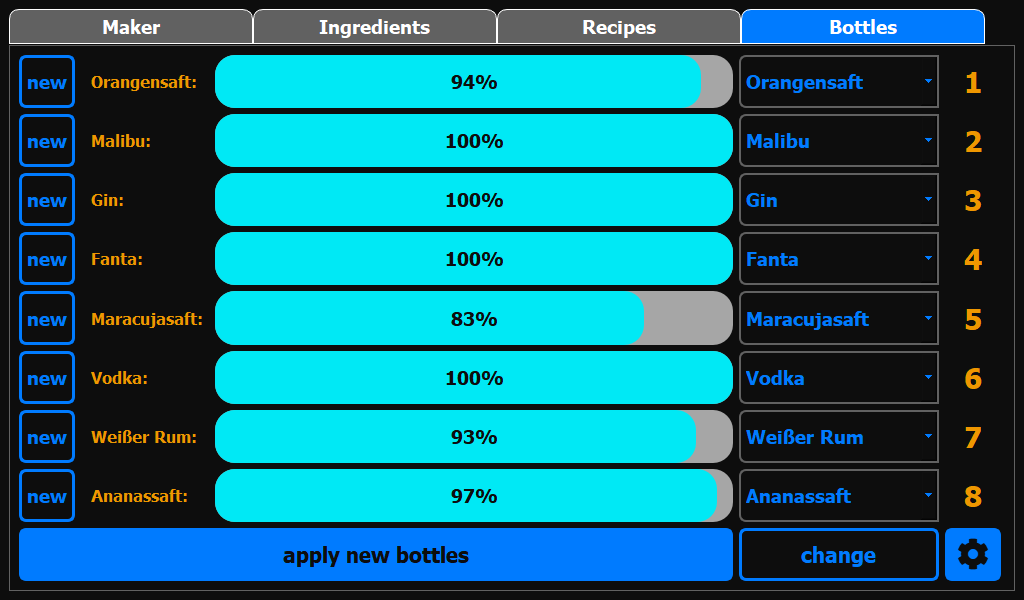 Maker Ingredients Recipes Bottles
new Orangensaft: 94% Orangensaft 1
new Malibu: 100% Malibu 2
new Gin: 100% Gin 3
new Fanta: 100% Fanta 4
new Maracujasaft: 83% Maracujasaft 5
new Vodka: 100% Vodka 6
new Weißer Rum: 93% Weißer Rum 7
new Ananassaft: 97% Ananassaft 8
apply new bottles change